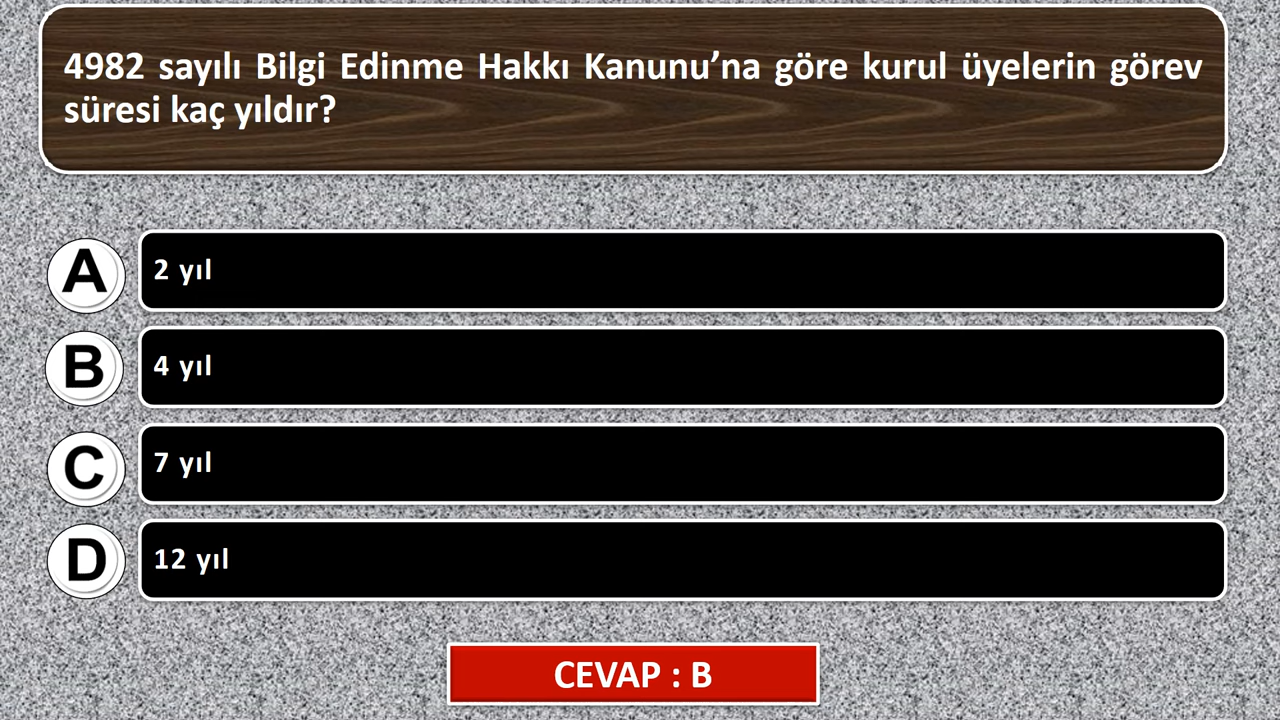 4982 sayılı Bilgi Edinme Hakkı Kanunu’na göre kurul üyelerin görev
süresi kaç yıldır?
A 2 yıl
B 4 yıl
C 7 yıl
D 12 yıl
CEVAP : B